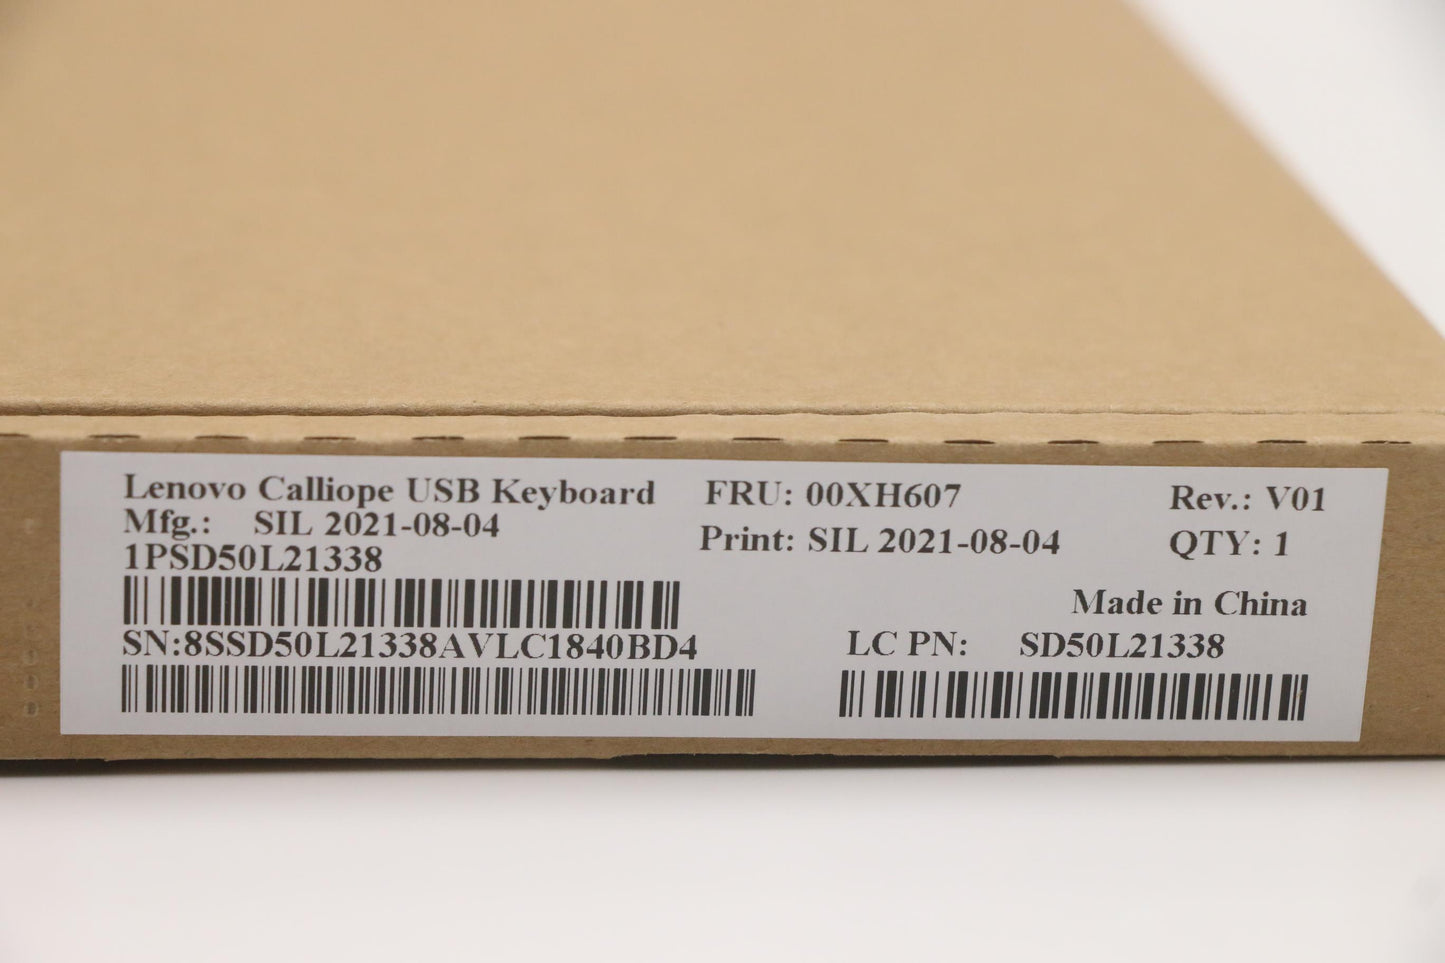 Lenovo Calliope USB Keyboard
FRU: 00XH607
Rev.: V01
Mfg.: SIL 2021-08-04
Print: SIL 2021-08-04
QTY: 1
1PSD50L21338
Made in China
SN:8SSD50L21338AVLC1840BD4
LC PN: SD50L21338